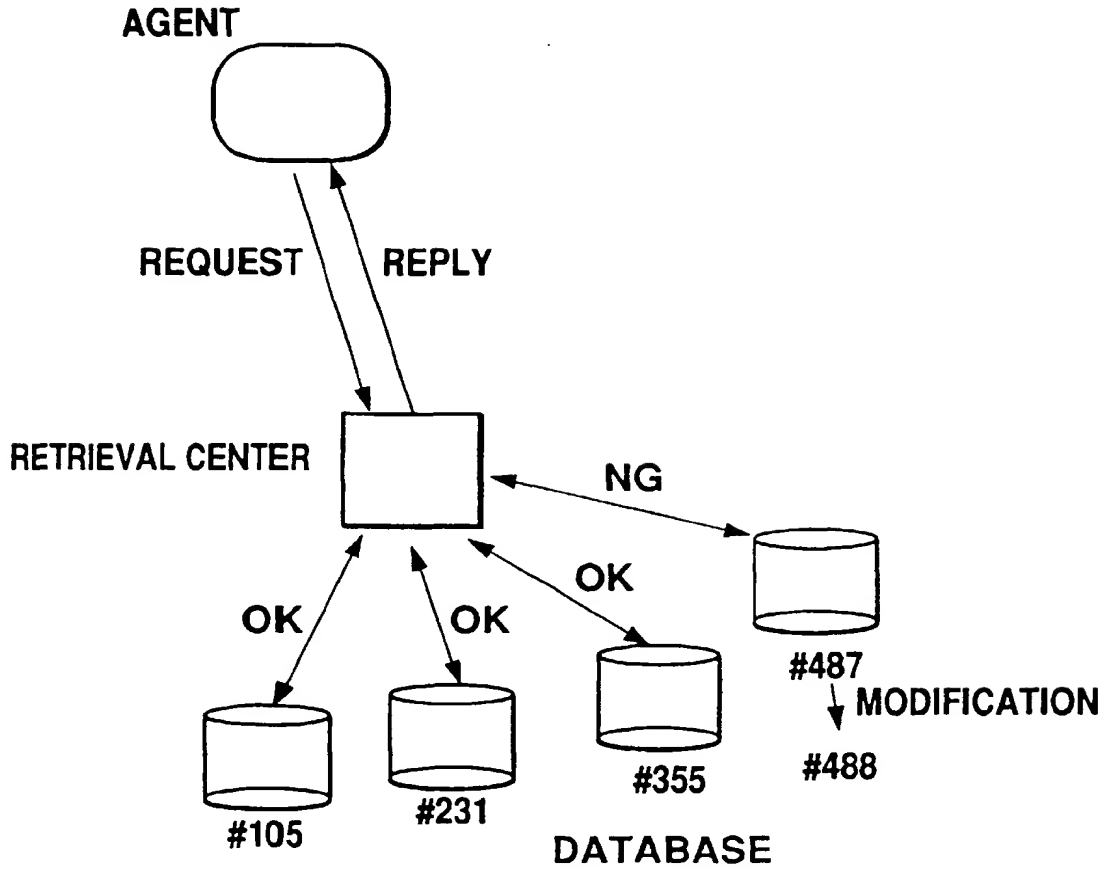 AGENT
REQUEST
REPLY
RETRIEVAL CENTER
NG
OK
OK
OK
#487
MODIFICATION
#488
#355
#231
#105
DATABASE